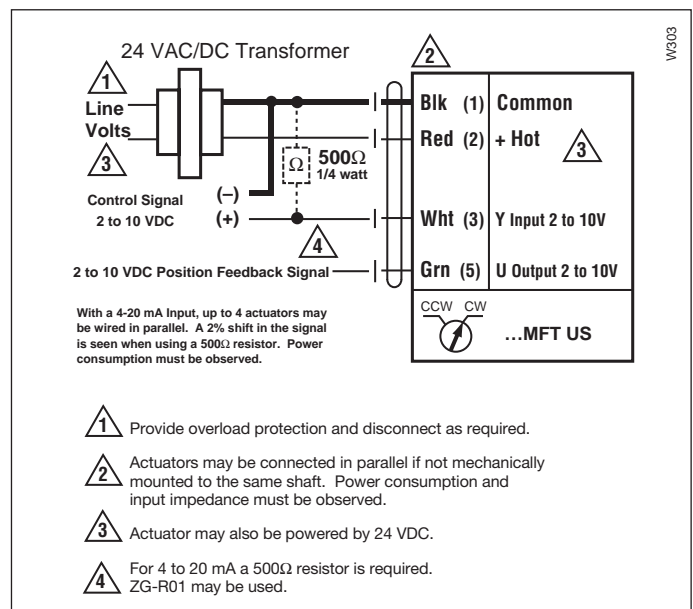 W303
24 VAC/DC Transformer
1
Line
Volts
3
2
Blk (1) Common
Red (2) + Hot
3
Ω 500Ω
1/4 watt
Control Signal (–)
2 to 10 VDC (+)
Wht (3) Y Input 2 to 10V
4
2 to 10 VDC Position Feedback Signal
Grn (5) U Output 2 to 10V
CCW CW
...MFT US
With a 4-20 mA Input, up to 4 actuators may
be wired in parallel. A 2% shift in the signal
is seen when using a 500Ω resistor. Power
consumption must be observed.
1 Provide overload protection and disconnect as required.
2 Actuators may be connected in parallel if not mechanically
mounted to the same shaft. Power consumption and
input impedance must be observed.
3 Actuator may also be powered by 24 VDC.
4 For 4 to 20 mA a 500Ω resistor is required.
ZG-R01 may be used.